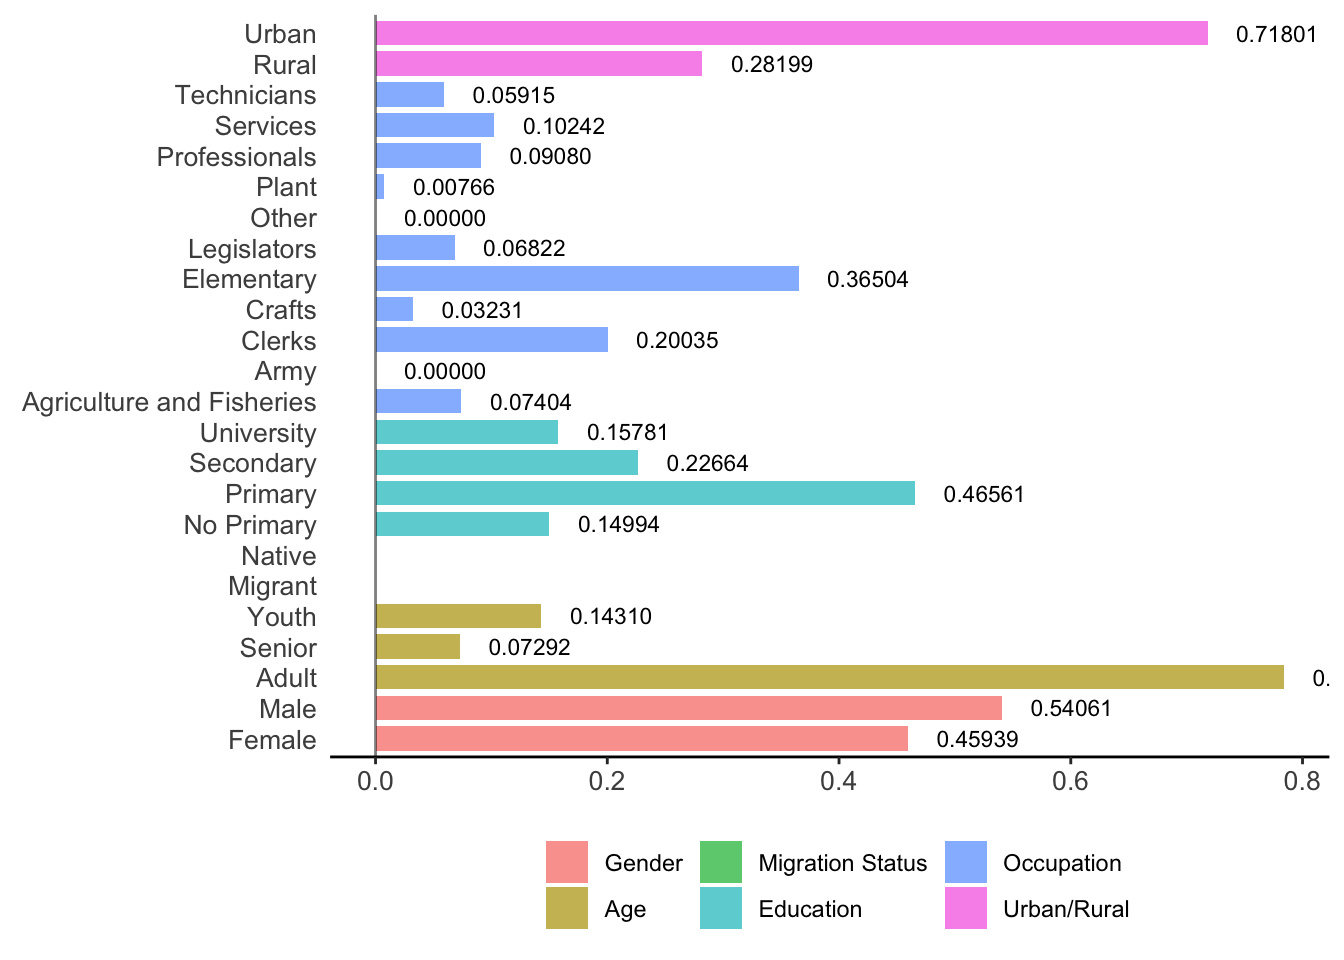 Urban 0.71801
Rural 0.28199
Technicians 0.05915
Services 0.10242
Professionals 0.09080
Plant 0.00766
Other 0.00000
Legislators 0.06822
Elementary 0.36504
Crafts 0.03231
Clerks 0.20035
Army 0.00000
Agriculture and Fisheries 0.07404
University 0.15781
Secondary 0.22664
Primary 0.46561
No Primary 0.14994
Native
Migrant
Youth 0.14310
Senior 0.07292
Adult 0.
Male 0.54061
Female 0.45939
0.0 0.2 0.4 0.6 0.8
Gender Migration Status Occupation
Age Education Urban/Rural